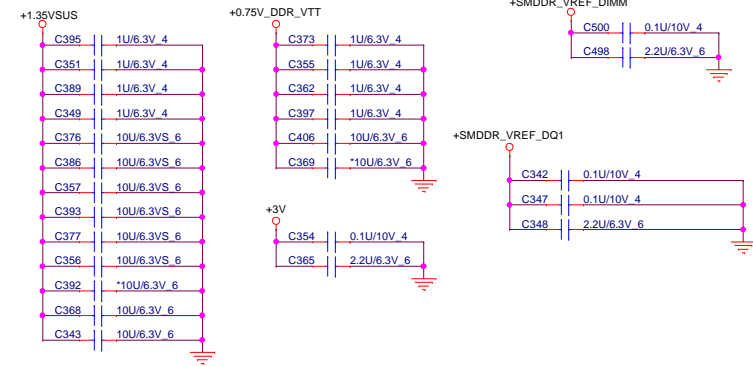 +1.35VSUS
C395 1U/6.3V_4
C351 1U/6.3V_4
C389 1U/6.3V_4
C349 1U/6.3V_4
C376 10U/6.3VS_6
C386 10U/6.3VS_6
C357 10U/6.3VS_6
C393 10U/6.3VS_6
C377 10U/6.3VS_6
C356 10U/6.3VS_6
C392 *10U/6.3V_6
C368 10U/6.3V_6
C343 10U/6.3V_6
+0.75V_DDR_VTT
C373 1U/6.3V_4
C355 1U/6.3V_4
C362 1U/6.3V_4
C397 1U/6.3V_4
C406 10U/6.3V_6
C369 *10U/6.3V_6
+3V
C354 0.1U/10V_4
C365 2.2U/6.3V_6
+SMDDR_VREF_DIMM
C500 0.1U/10V_4
C498 2.2U/6.3V_6
+SMDDR_VREF_DQ1
C342 0.1U/10V_4
C347 0.1U/10V_4
C348 2.2U/6.3V_6